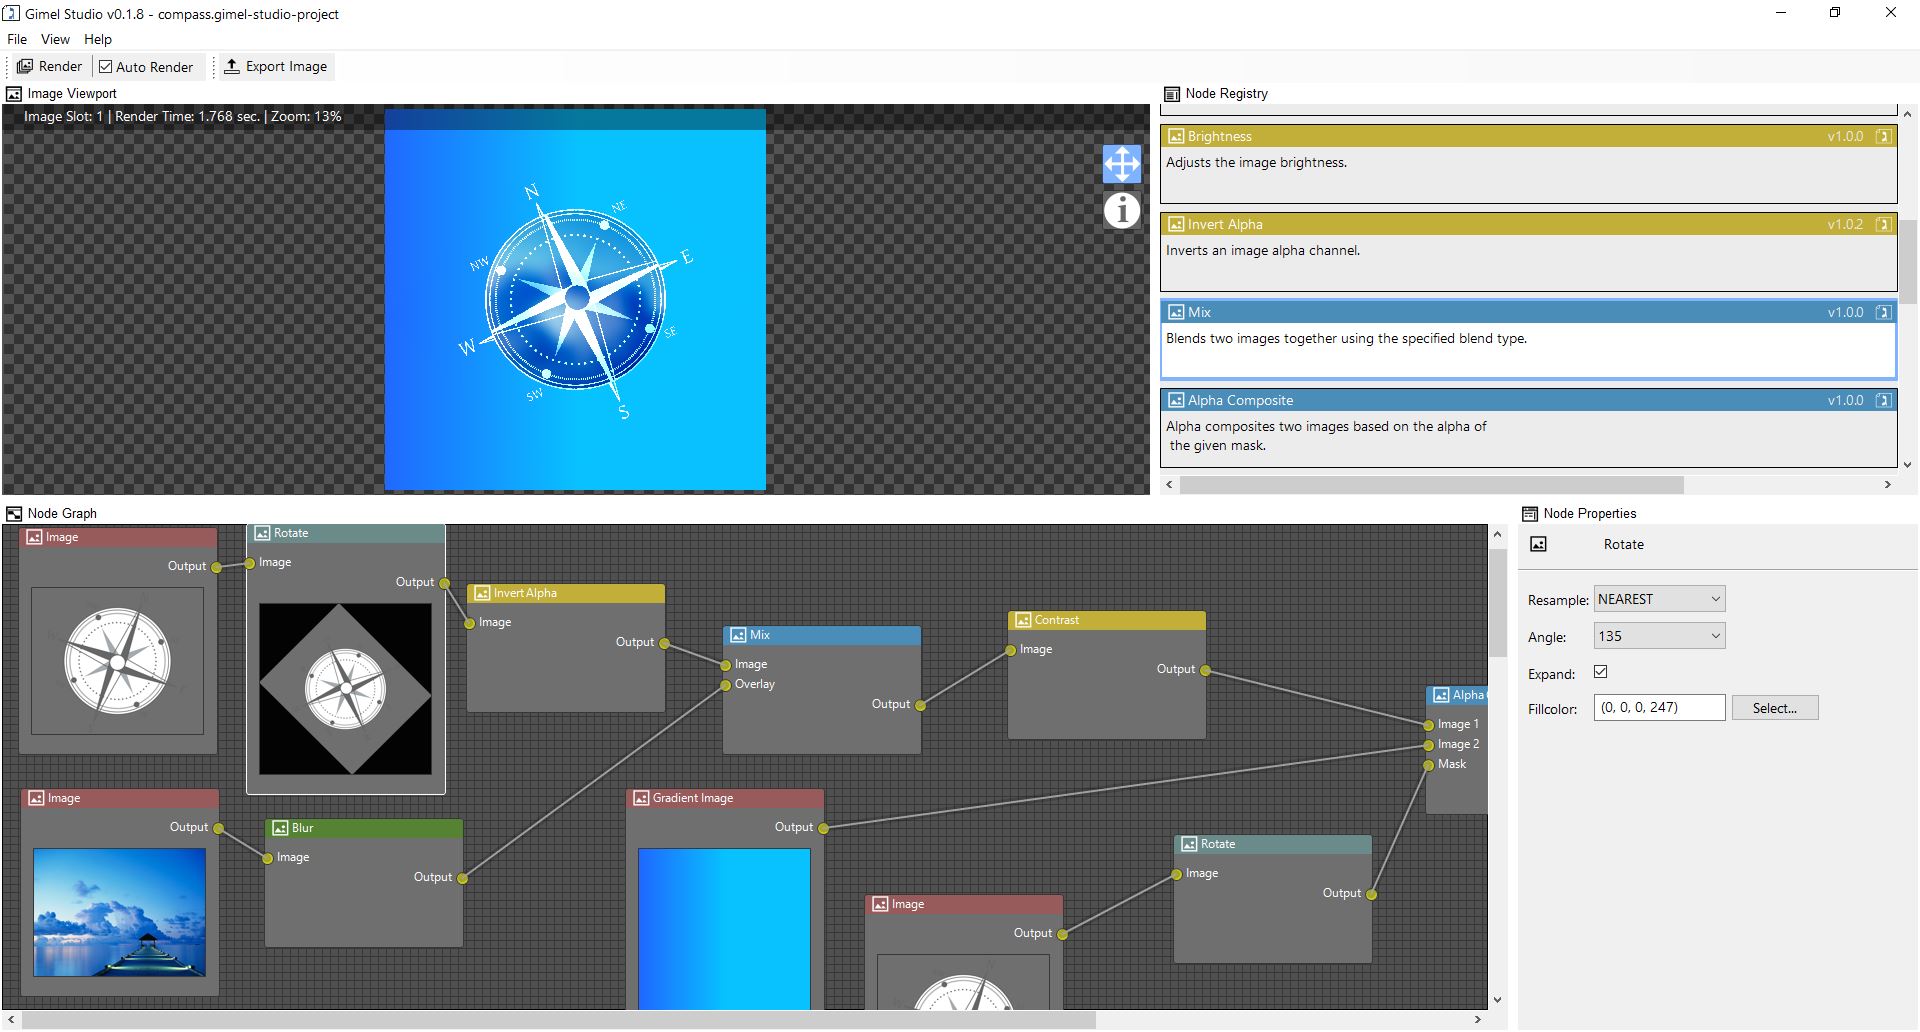 Gimel Studio v0.1.8 - compass.gimel-studio-project
File View Help
Render Auto Render Export Image
Image Viewport
Image Slot: 1 | Render Time: 1.768 sec. | Zoom: 13%
N
NE
E
SE
S
SW
W
NW
Node Registry
Brightness v1.0.0
Adjusts the image brightness.
Invert Alpha v1.0.2
Inverts an image alpha channel.
Mix v1.0.0
Blends two images together using the specified blend type.
Alpha Composite v1.0.0
Alpha composites two images based on the alpha of
the given mask.
Node Graph
Image
Output
Rotate
Image
Output
Invert Alpha
Image
Output
Mix
Image
Overlay
Output
Contrast
Image
Output
Alpha
Image 1
Image 2
Mask
Image
Output
Blur
Image
Output
Gradient Image
Output
Image
Output
Rotate
Image
Output
Node Properties
Rotate
Resample: NEAREST
Angle: 135
Expand:
Fillcolor: (0, 0, 0, 247) Select...